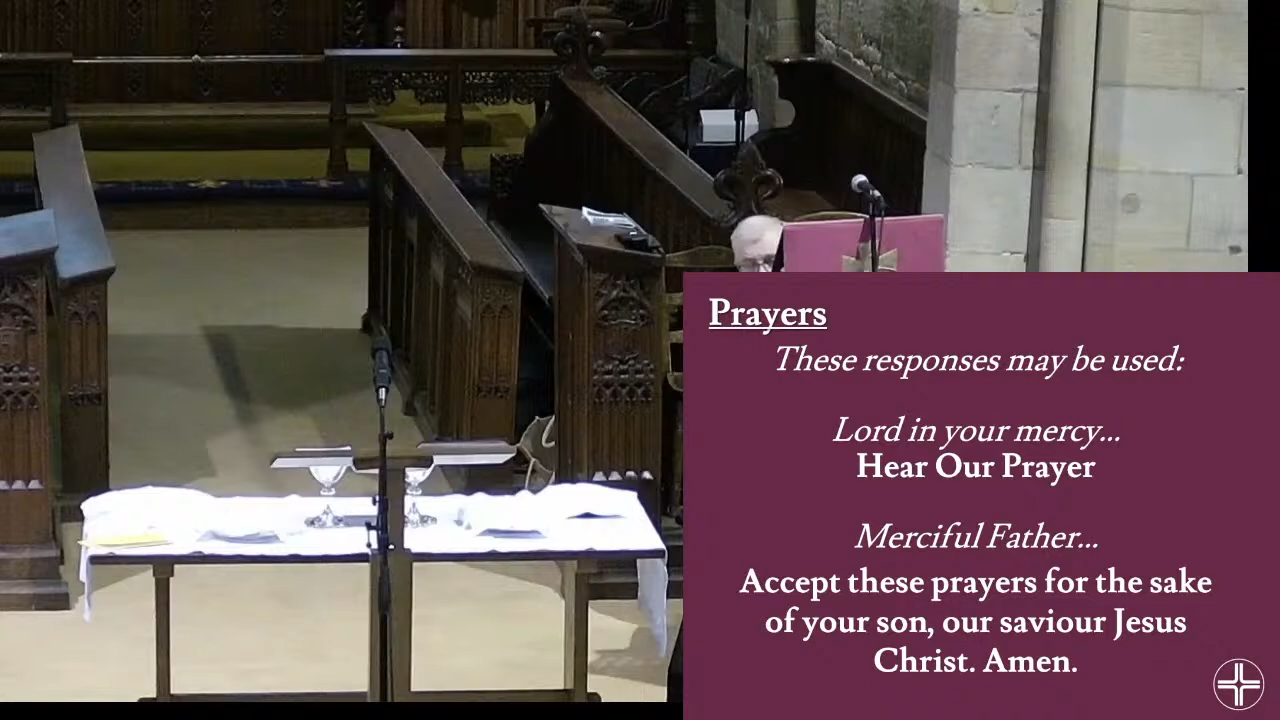 Prayers
These responses may be used:
Lord in your mercy...
Hear Our Prayer
Merciful Father...
Accept these prayers for the sake
of your son, our saviour Jesus
Christ. Amen.